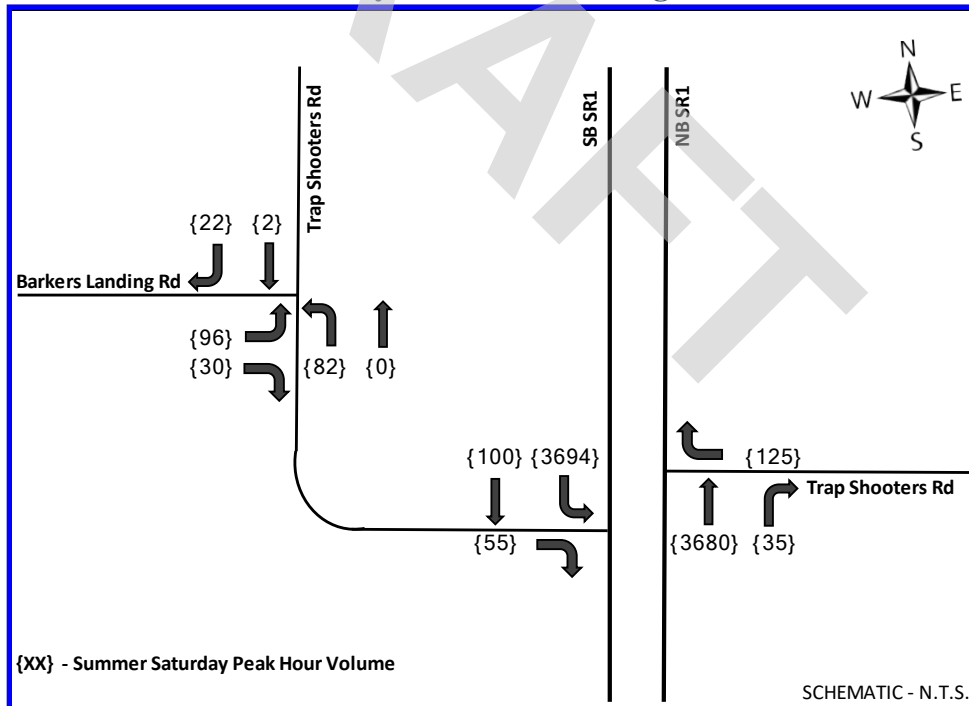 N
W E
S
Trap Shooters Rd
SB SR1
NB SR1
{22} {2}
Barkers Landing Rd
{96}
{30} {82} {0}
{100} {3694}
{125}
Trap Shooters Rd
{55}
{3680} {35}
{XX} - Summer Saturday Peak Hour Volume
SCHEMATIC - N.T.S.